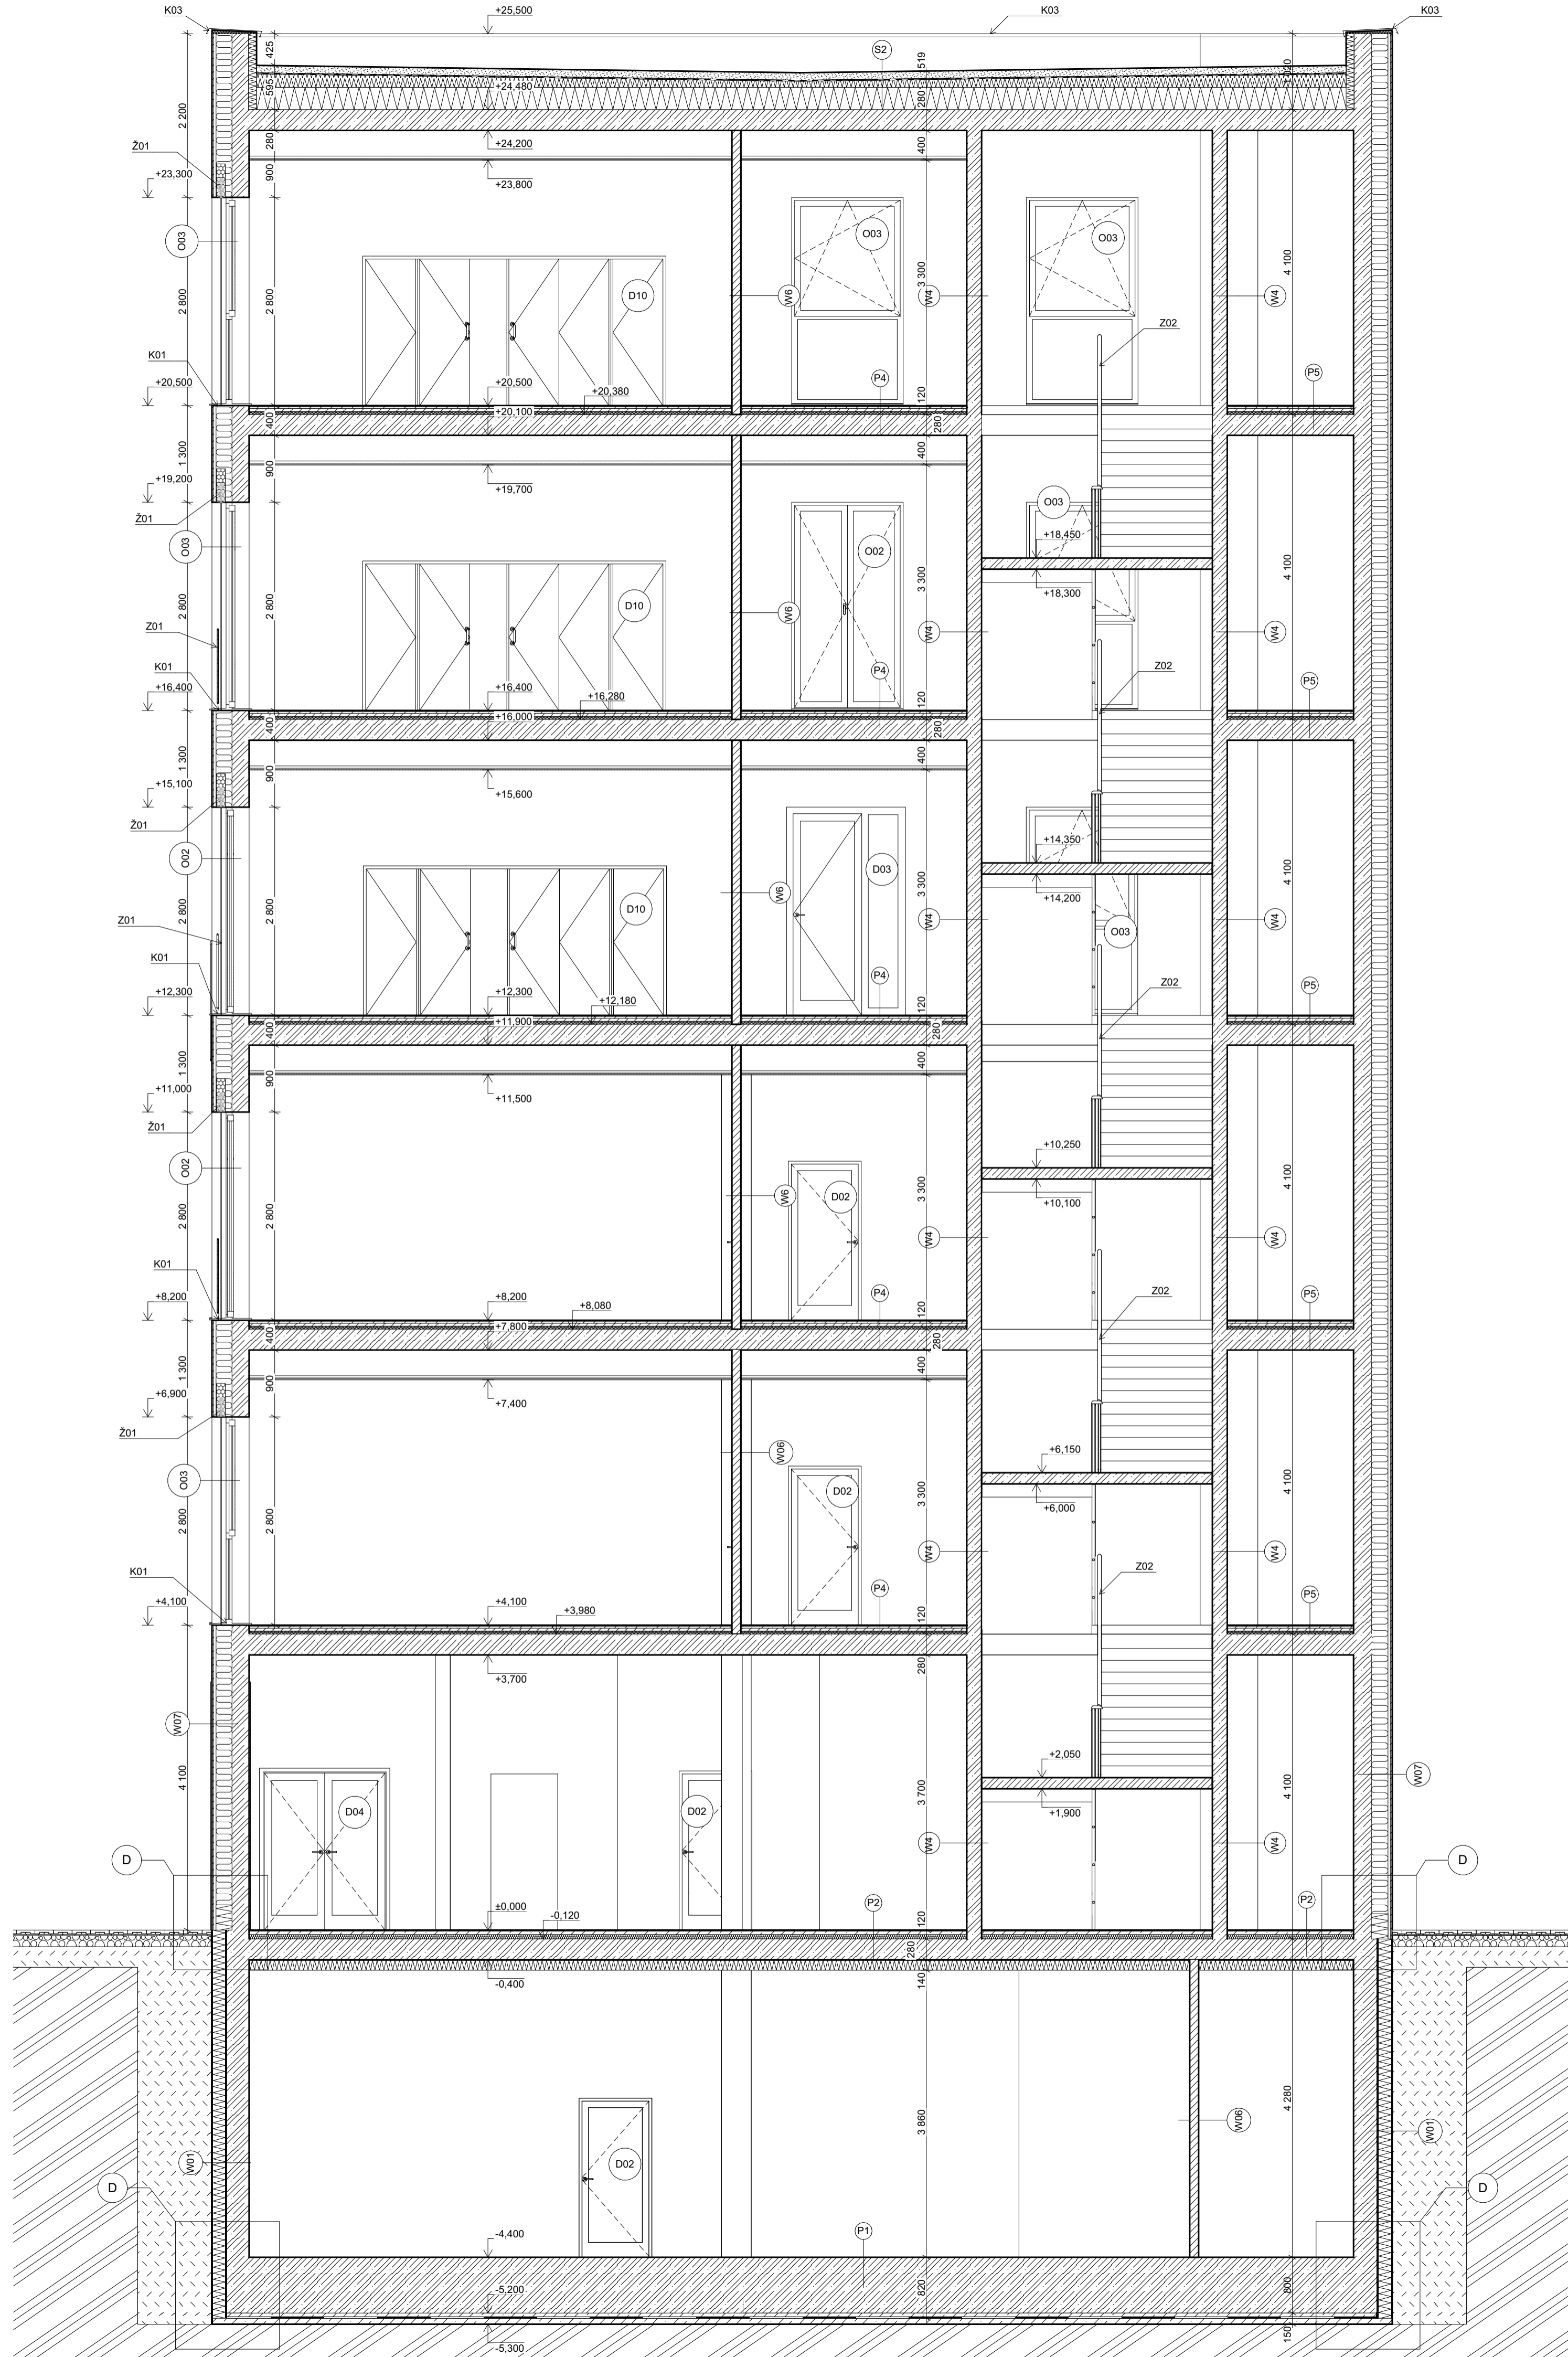 K03
+25,500
K03
K03
425
S2
519
1 020
595
+24,480
280
2 200
280
+24,200
400
Ž01
900
+23,300
+23,800
O03
O03
O03
3 300
4 100
2 800
2 800
D10
W6
W4
W4
Z02
K01
P4
P5
+20,500
+20,500
+20,380
120
+20,100
400
280
1 300
900
400
+19,200
+19,700
Ž01
O03
O03
O02
+18,450
3 300
4 100
+18,300
2 800
2 800
D10
W6
W4
W4
Z01
K01
P4
Z02
P5
+16,400
+16,400
+16,280
120
+16,000
400
280
1 300
900
400
+15,100
+15,600
Ž01
O02
+14,350
D03
3 300
4 100
+14,200
2 800
2 800
D10
W6
W4
W4
Z01
O03
K01
P4
Z02
P5
+12,300
+12,300
+12,180
120
+11,900
400
280
1 300
900
400
+11,000
+11,500
Ž01
O02
+10,250
3 300
4 100
W6
D02
+10,100
2 800
2 800
W4
W4
K01
P4
Z02
P5
+8,200
+8,200
+8,080
120
+7,800
400
280
1 300
900
400
+6,900
+7,400
Ž01
W06
+6,150
O03
D02
3 300
4 100
+6,000
2 800
2 800
W4
W4
K01
P4
Z02
P5
+4,100
+4,100
+3,980
120
280
+3,700
W07
+2,050
W07
4 100
3 700
4 100
D04
D02
+1,900
W4
W4
D
D
P2
P2
±0,000
-0,120
120
280
-0,400
140
4 280
3 860
W06
W01
W01
D02
D
D
P1
-4,400
-5,200
820
800
150
-5,300